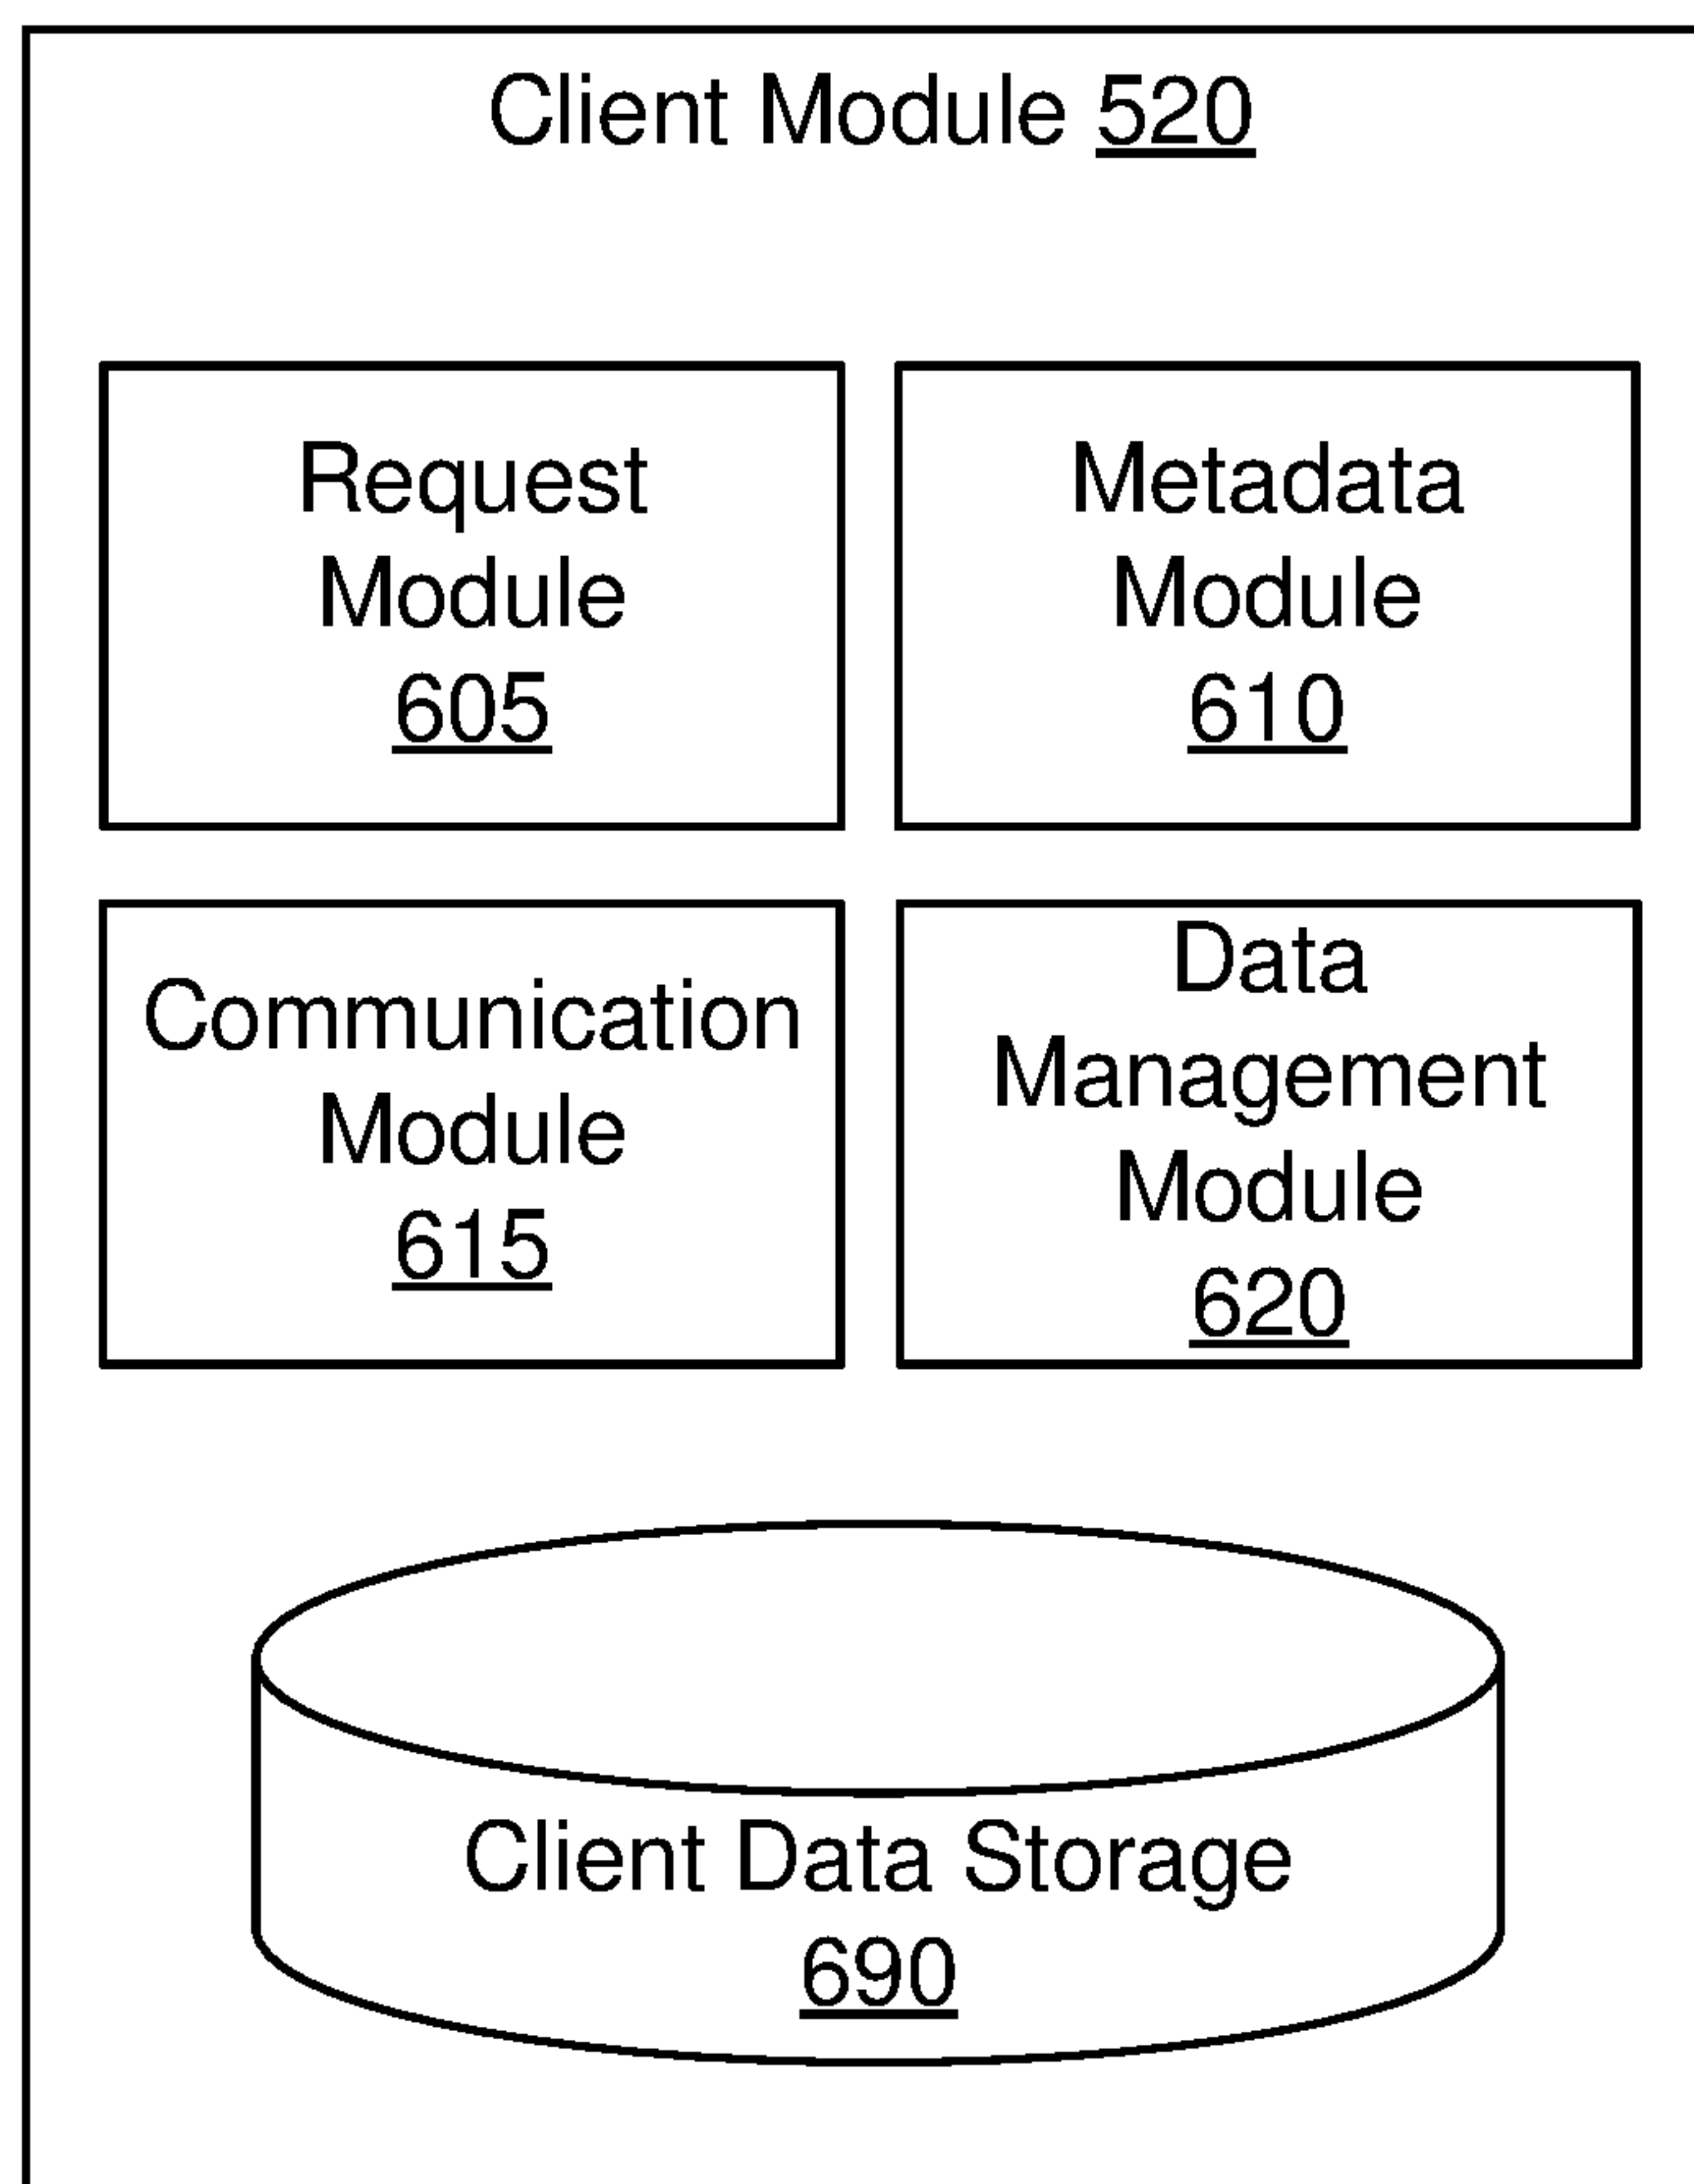 Client Module 520
Request
Module
605
Metadata
Module
610
Communication
Module
615
Data
Management
Module
620
Client Data Storage
690